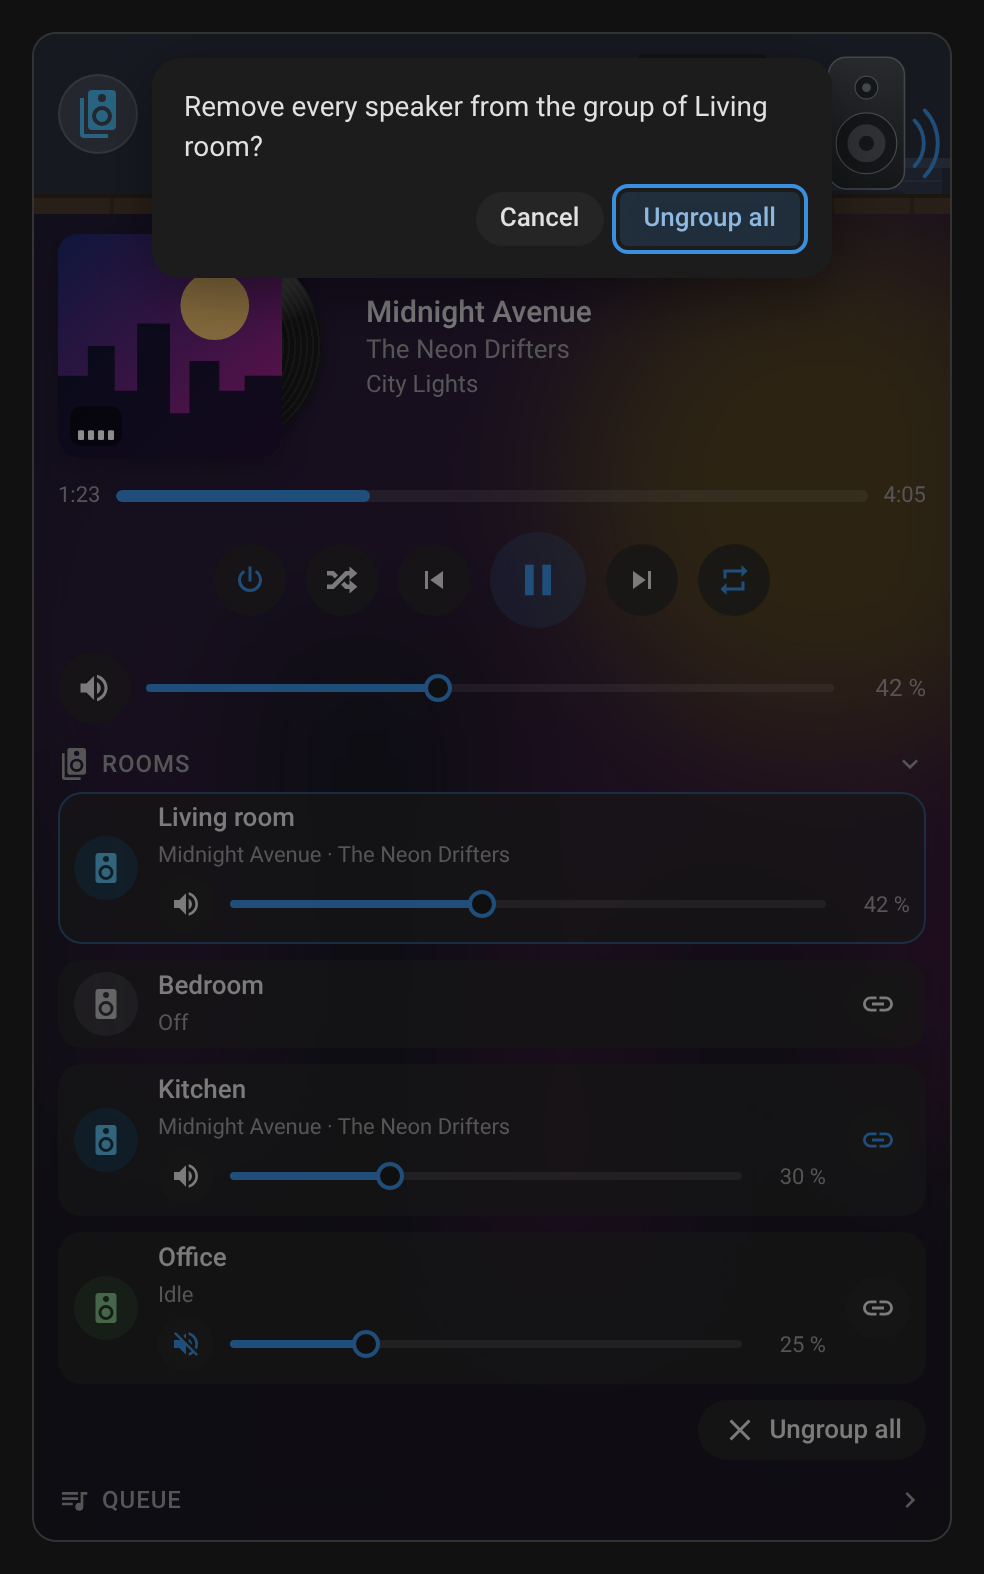 Remove every speaker from the group of Living
room?
Cancel
Ungroup all
Midnight Avenue
The Neon Drifters
City Lights
1:23
4:05
42 %
ROOMS
Living room
Midnight Avenue · The Neon Drifters
42 %
Bedroom
Off
Kitchen
Midnight Avenue · The Neon Drifters
30 %
Office
Idle
25 %
Ungroup all
QUEUE